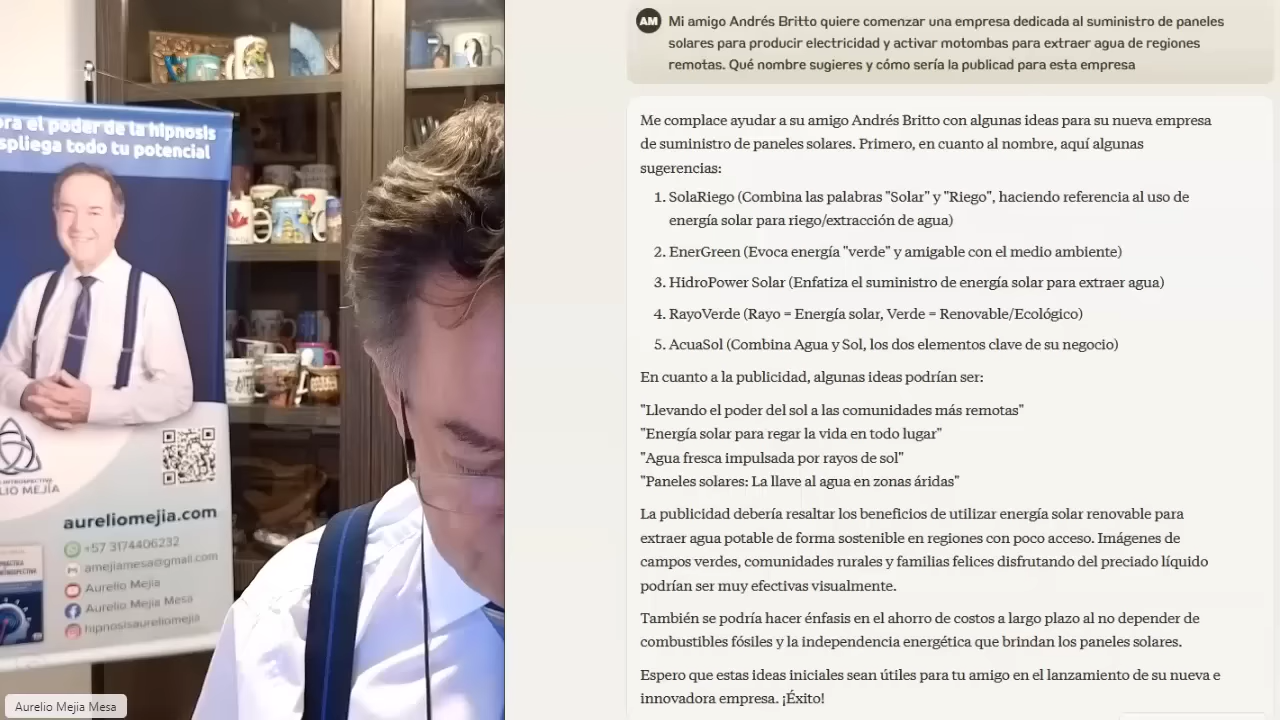 ra el poder de la hipnosis
spliega todo tu potencial
INTROSPECTIVA
LIO MEJÍA
aureliomejia.com
+57 3174406232
amejiamesa@gmail.com
Aurelio Mejia
Aurelio Mejia Mesa
hipnosisaureliomejia
Aurelio Mejia Mesa
AM
Mi amigo Andrés Britto quiere comenzar una empresa dedicada al suministro de paneles
solares para producir electricidad y activar motombas para extraer agua de regiones
remotas. Qué nombre sugieres y cómo sería la publicad para esta empresa
Me complace ayudar a su amigo Andrés Britto con algunas ideas para su nueva empresa
de suministro de paneles solares. Primero, en cuanto al nombre, aquí algunas
sugerencias:
1. SolaRiego (Combina las palabras "Solar" y "Riego", haciendo referencia al uso de
energía solar para riego/extracción de agua)
2. EnerGreen (Evoca energía "verde" y amigable con el medio ambiente)
3. HidroPower Solar (Enfatiza el suministro de energía solar para extraer agua)
4. RayoVerde (Rayo = Energía solar, Verde = Renovable/Ecológico)
5. AcuaSol (Combina Agua y Sol, los dos elementos clave de su negocio)
En cuanto a la publicidad, algunas ideas podrían ser:
"Llevando el poder del sol a las comunidades más remotas"
"Energía solar para regar la vida en todo lugar"
"Agua fresca impulsada por rayos de sol"
"Paneles solares: La llave al agua en zonas áridas"
La publicidad debería resaltar los beneficios de utilizar energía solar renovable para
extraer agua potable de forma sostenible en regiones con poco acceso. Imágenes de
campos verdes, comunidades rurales y familias felices disfrutando del preciado líquido
podrían ser muy efectivas visualmente.
También se podría hacer énfasis en el ahorro de costos a largo plazo al no depender de
combustibles fósiles y la independencia energética que brindan los paneles solares.
Espero que estas ideas iniciales sean útiles para tu amigo en el lanzamiento de su nueva e
innovadora empresa. ¡Éxito!